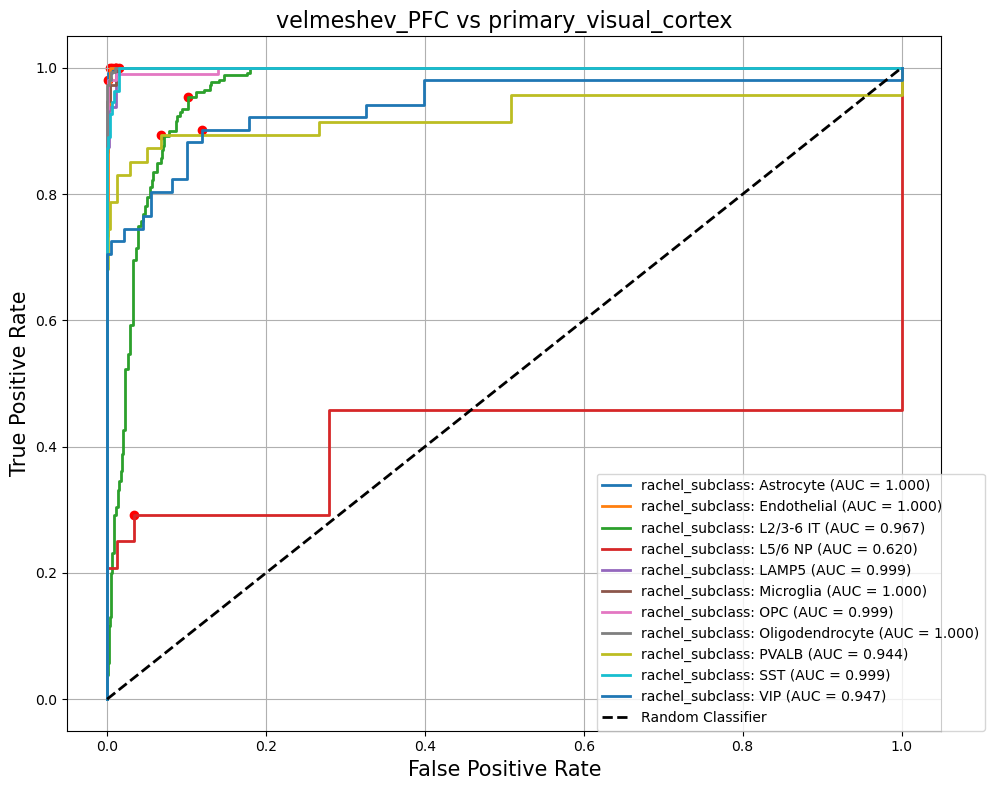 velmeshev_PFC vs primary_visual_cortex
True Positive Rate
1.0
0.8
0.6
0.4
0.2
0.0
rachel_subclass: Astrocyte (AUC = 1.000)
rachel_subclass: Endothelial (AUC = 1.000)
rachel_subclass: L2/3-6 IT (AUC = 0.967)
rachel_subclass: L5/6 NP (AUC = 0.620)
rachel_subclass: LAMP5 (AUC = 0.999)
rachel_subclass: Microglia (AUC = 1.000)
rachel_subclass: OPC (AUC = 0.999)
rachel_subclass: Oligodendrocyte (AUC = 1.000)
rachel_subclass: PVALB (AUC = 0.944)
rachel_subclass: SST (AUC = 0.999)
rachel_subclass: VIP (AUC = 0.947)
Random Classifier
0.0 0.2 0.4 0.6 0.8 1.0
False Positive Rate